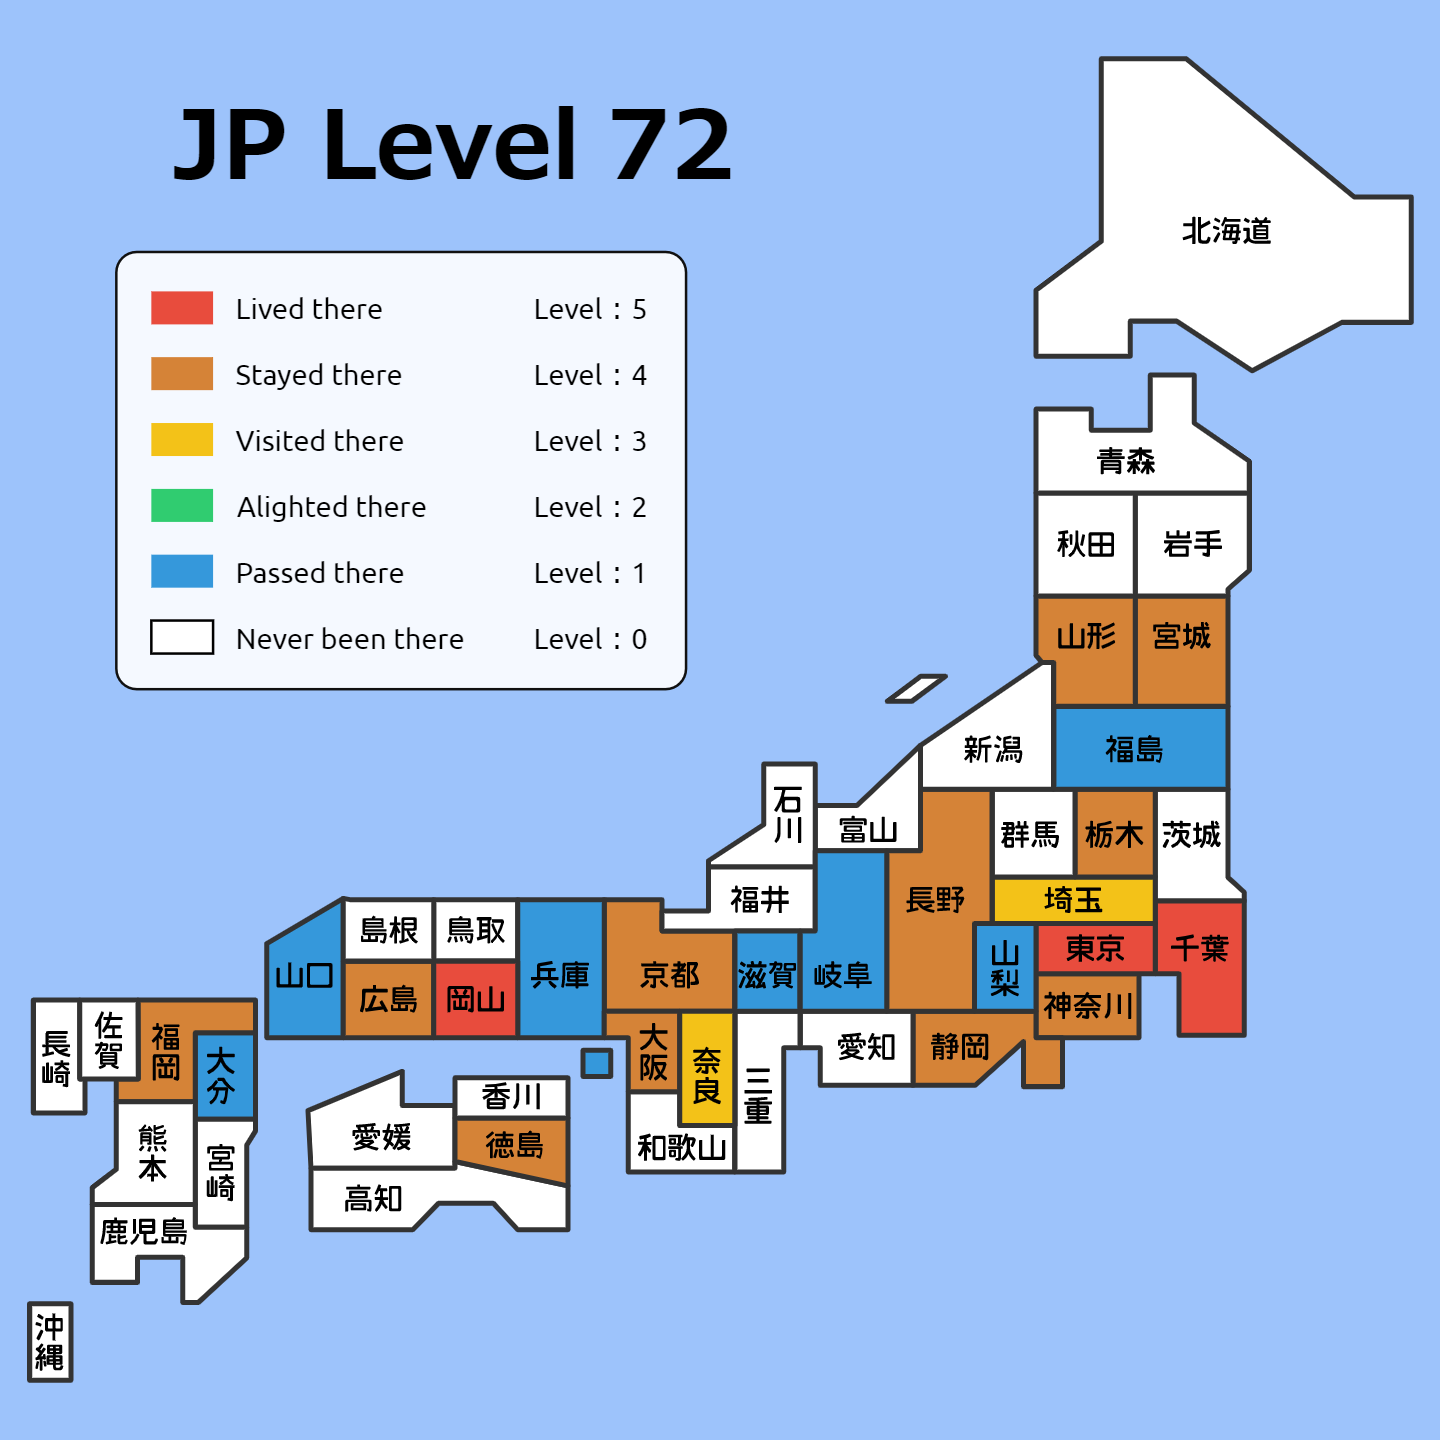 JP Level 72
Lived there Level : 5
Stayed there Level : 4
Visited there Level : 3
Alighted there Level : 2
Passed there Level : 1
Never been there Level : 0
北海道
青森
秋田
岩手
山形
宮城
新潟
福島
石川
富山
群馬
栃木
茨城
福井
長野
埼玉
島根
鳥取
東京
千葉
山口
広島
岡山
兵庫
京都
滋賀
岐阜
山梨
神奈川
長崎
佐賀
福岡
大分
大阪
奈良
三重
愛知
静岡
香川
愛媛
徳島
和歌山
熊本
宮崎
高知
鹿児島
沖縄